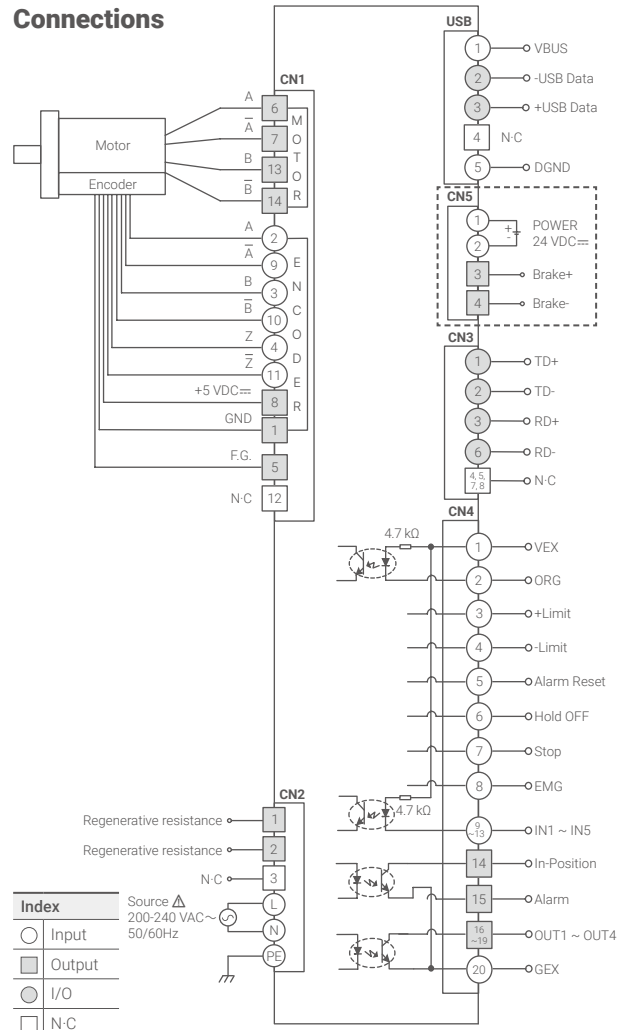 Connections
CN1
Motor
Encoder
A
6
A̅
7
B
13
B̅
14
MOTOR
A
2
A̅
9
B
3
B̅
10
Z
4
Z̅
11
+5 VDC⎓
8
GND
1
ENCODER
F.G.
5
N·C
12
CN2
Regenerative resistance
1
Regenerative resistance
2
N·C
3
Source ⚠
200-240 VAC~
50/60Hz
L
N
PE
Index
Input
Output
I/O
N·C
USB
1
VBUS
2
-USB Data
3
+USB Data
4
N·C
5
DGND
CN5
1
+
-
2
POWER
24 VDC⎓
3
Brake+
4
Brake-
CN3
1
TD+
2
TD-
3
RD+
6
RD-
4, 5,
7, 8
N·C
CN4
4.7 kΩ
1
VEX
2
ORG
3
+Limit
4
-Limit
5
Alarm Reset
6
Hold OFF
7
Stop
8
EMG
4.7 kΩ
9
~13
IN1 ~ IN5
14
In-Position
15
Alarm
16
~19
OUT1 ~ OUT4
20
GEX